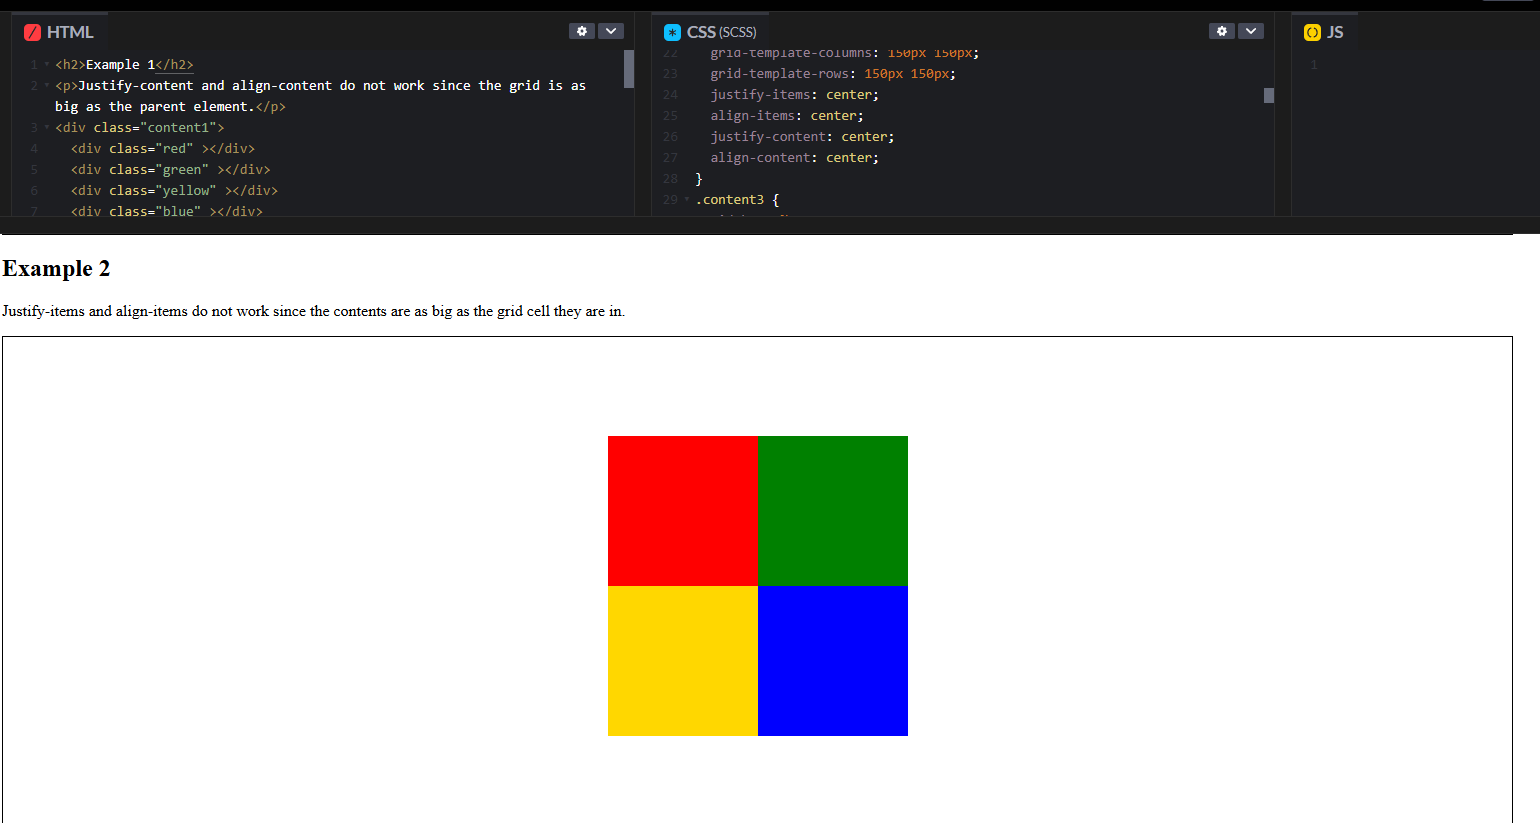 HTML
1 <h2>Example 1</h2>
2 <p>Justify-content and align-content do not work since the grid is as
big as the parent element.</p>
3 <div class="content1">
4 <div class="red" ></div>
5 <div class="green" ></div>
6 <div class="yellow" ></div>
7 <div class="blue" ></div>
CSS (SCSS)
22 grid-template-columns: 150px 150px;
23 grid-template-rows: 150px 150px;
24 justify-items: center;
25 align-items: center;
26 justify-content: center;
27 align-content: center;
28 }
29 .content3 {
JS
1
Example 2
Justify-items and align-items do not work since the contents are as big as the grid cell they are in.